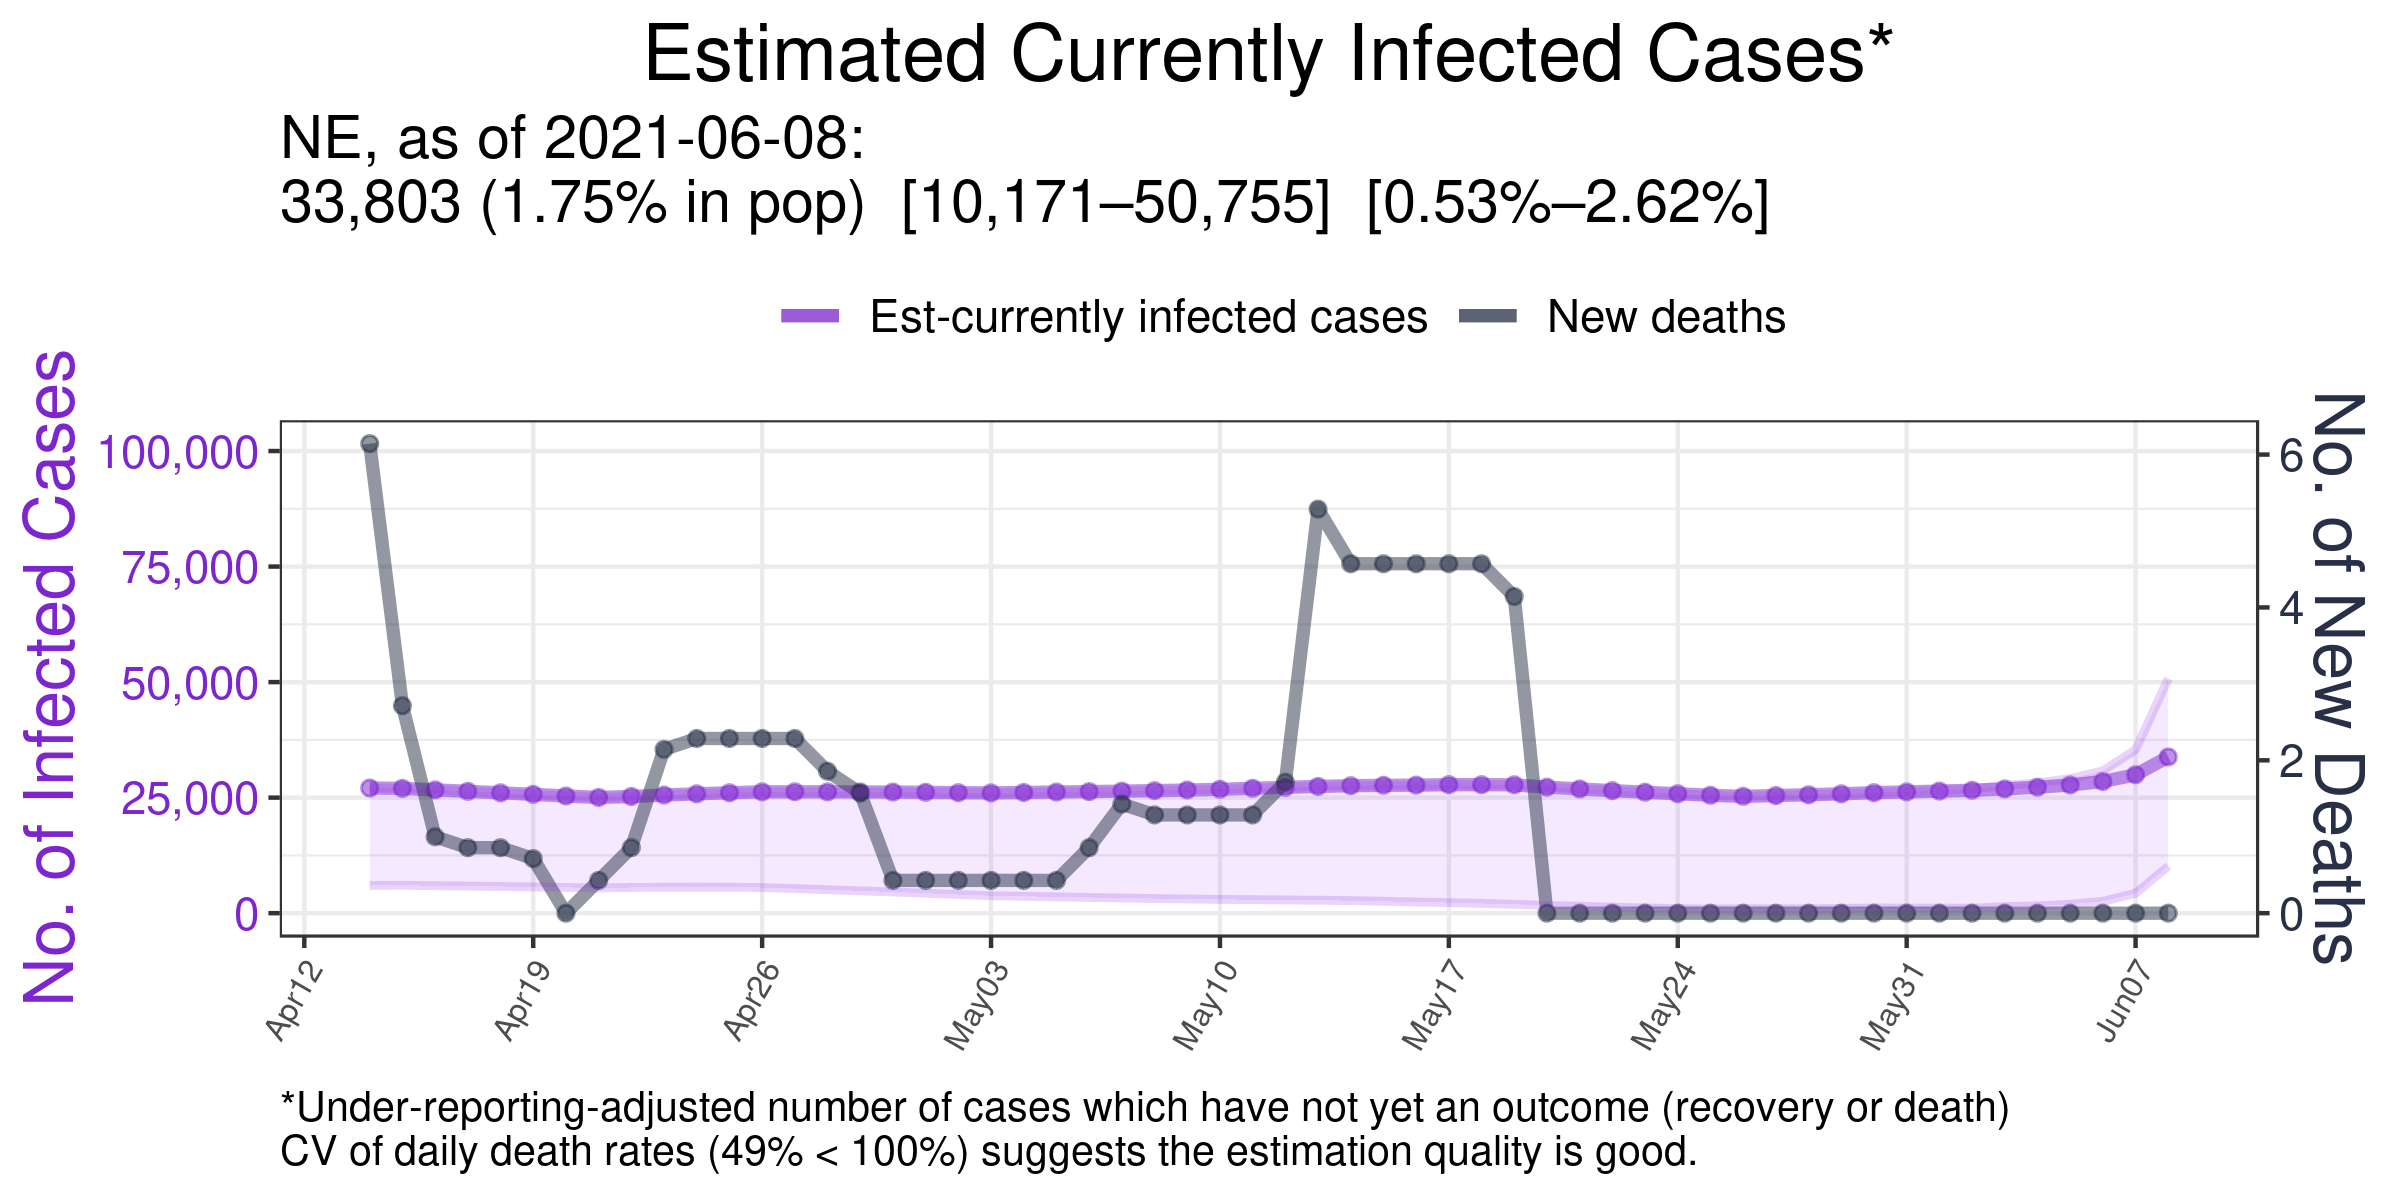 Estimated Currently Infected Cases*
NE, as of 2021-06-08:
33,803 (1.75% in pop)  [10,171–50,755]  [0.53%–2.62%]
Est-currently infected cases
New deaths
No. of Infected Cases
100,000
75,000
50,000
25,000
0
6
4
2
0
No. of New Deaths
Apr12
Apr19
Apr26
May03
May10
May17
May24
May31
Jun07
*Under-reporting-adjusted number of cases which have not yet an outcome (recovery or death)
CV of daily death rates (49% < 100%) suggests the estimation quality is good.